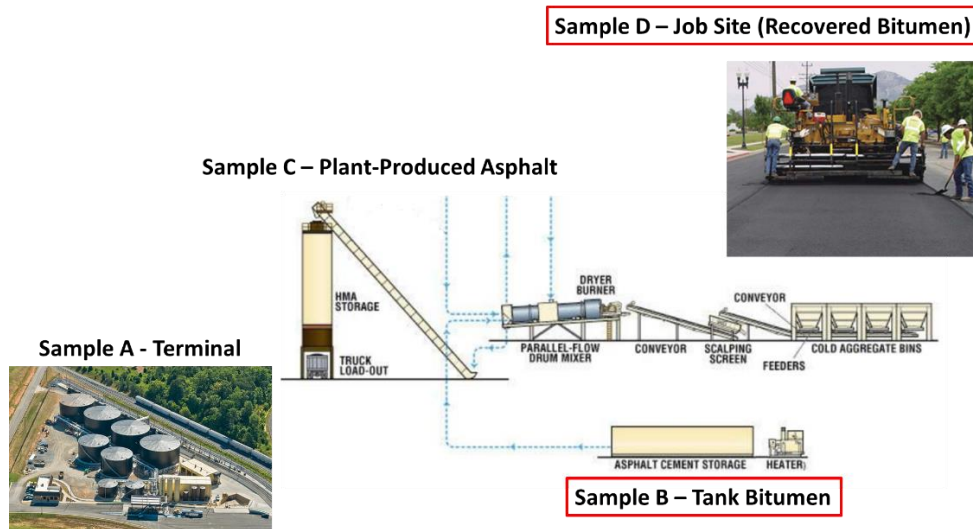 Sample D – Job Site (Recovered Bitumen)
Sample C – Plant-Produced Asphalt
HMA
STORAGE
DRYER
BURNER
CONVEYOR
PARALLEL-FLOW
DRUM MIXER
CONVEYOR
SCALPING
SCREEN
FEEDERS
COLD AGGREGATE BINS
Sample A - Terminal
TRUCK
LOAD-OUT
ASPHALT CEMENT STORAGE
HEATER)
Sample B – Tank Bitumen